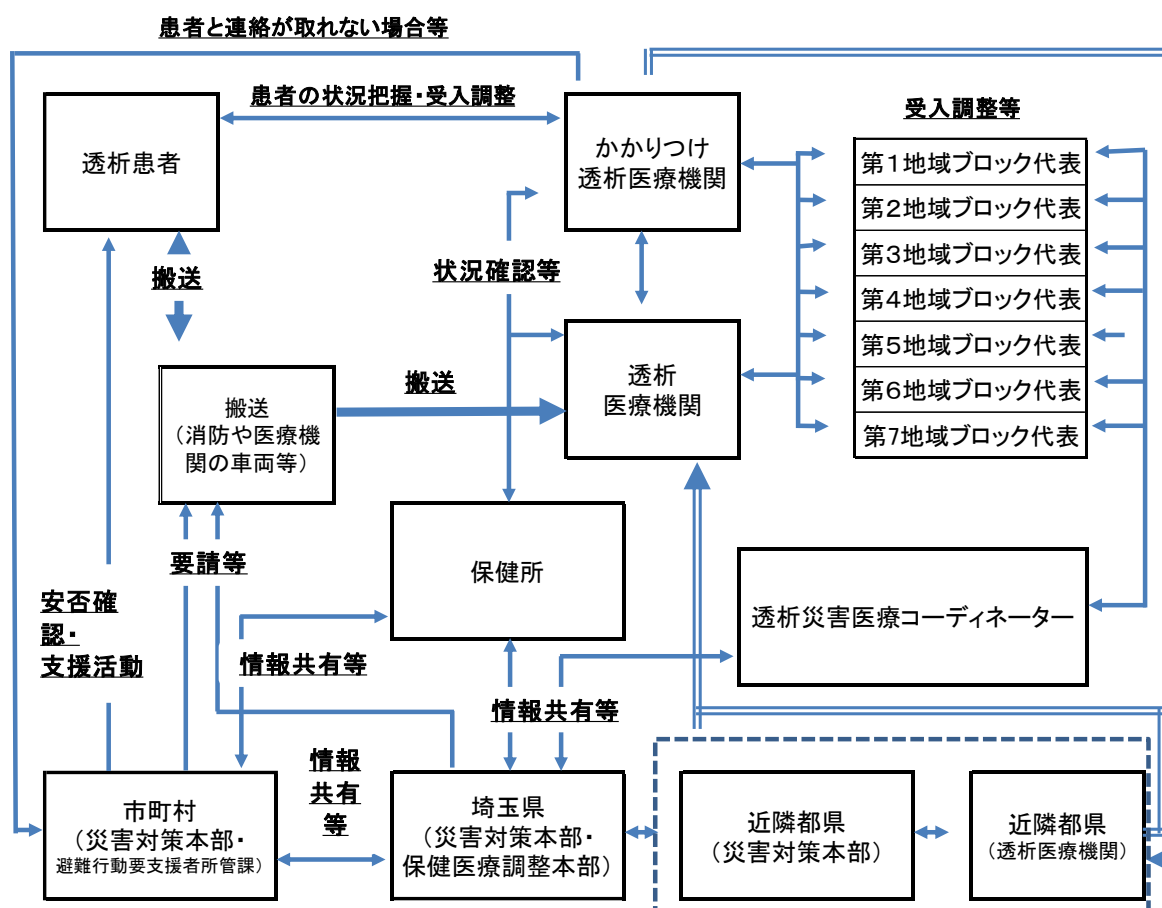 患者と連絡が取れない場合等
患者の状況把握・受入調整
受入調整等
透析患者
かかりつけ
透析医療機関
第1地域ブロック代表
第2地域ブロック代表
第3地域ブロック代表
第4地域ブロック代表
第5地域ブロック代表
第6地域ブロック代表
第7地域ブロック代表
搬送
状況確認等
搬送
（消防や医療機
関の車両等）
搬送
透析
医療機関
要請等
保健所
透析災害医療コーディネーター
安否確
認・
支援活動
情報共有等
情報共有等
情報
共有
等
市町村
（災害対策本部・
避難行動要支援者所管課）
埼玉県
（災害対策本部・
保健医療調整本部）
近隣都県
（災害対策本部）
近隣都県
（透析医療機関）